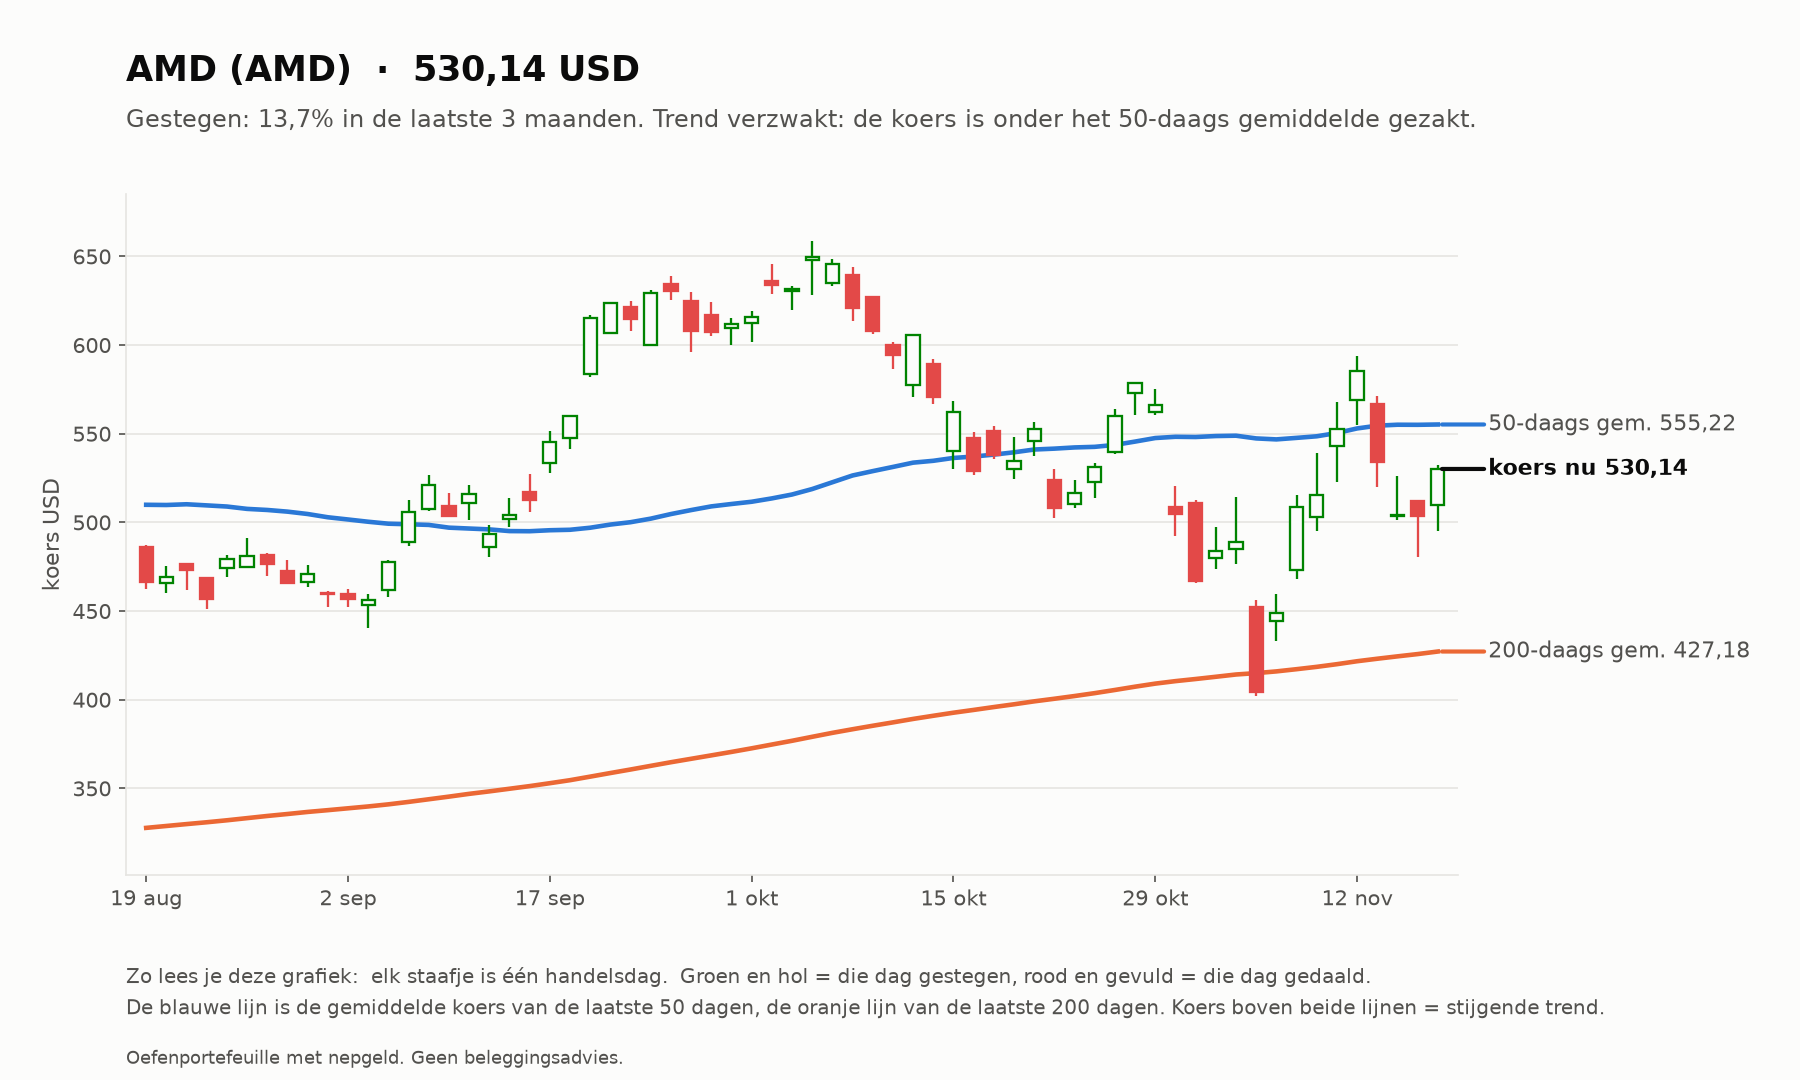 AMD (AMD)  ·  530,14 USD
Gestegen: 13,7% in de laatste 3 maanden. Trend verzwakt: de koers is onder het 50-daags gemiddelde gezakt.
koers USD
650
600
550
500
450
400
350
50-daags gem. 555,22
koers nu 530,14
200-daags gem. 427,18
19 aug
2 sep
17 sep
1 okt
15 okt
29 okt
12 nov
Zo lees je deze grafiek:  elk staafje is één handelsdag.  Groen en hol = die dag gestegen, rood en gevuld = die dag gedaald.
De blauwe lijn is de gemiddelde koers van de laatste 50 dagen, de oranje lijn van de laatste 200 dagen. Koers boven beide lijnen = stijgende trend.
Oefenportefeuille met nepgeld. Geen beleggingsadvies.